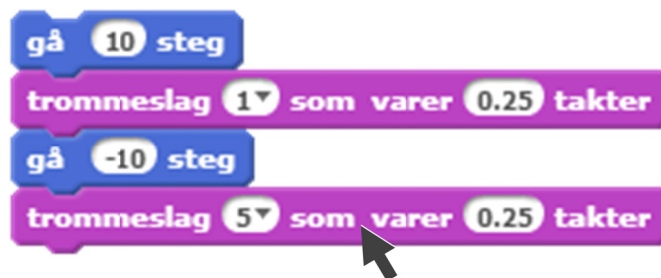 gå 10 steg
trommeslag 1 som varer 0.25 takter
gå -10 steg
trommeslag 5 som varer 0.25 takter